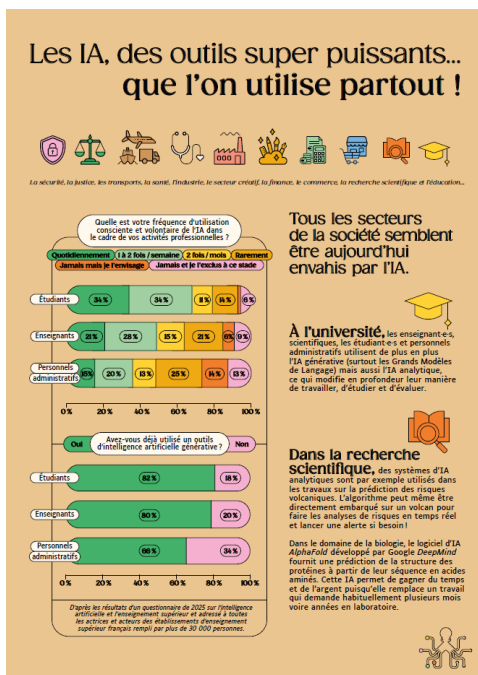 Les IA, des outils super puissants...
que l'on utilise partout !
La sécurité, la justice, les transports, la santé, l'industrie, le secteur créatif, la finance, le commerce, la recherche scientifique et l'éducation...
Quelle est votre fréquence d'utilisation
consciente et volontaire de l'IA dans
le cadre de vos activités professionnelles ?
Quotidiennement 1 à 2 fois / semaine 2 fois / mois Rarement
Jamais mais je l'envisage Jamais et je l'exclus à ce stade
Étudiants 34% 34% 11% 14% 6%
Enseignants 21% 28% 15% 21% 6% 9%
Personnels
administratifs 15% 20% 13% 25% 14% 13%
0% 20% 40% 60% 80% 100%
Oui Avez-vous déjà utilisé un outils
d'intelligence artificielle générative ? Non
Étudiants 82% 18%
Enseignants 80% 20%
Personnels
administratifs 66% 34%
0% 20% 40% 60% 80% 100%
D'après les résultats d'un questionnaire de 2025 sur l'intelligence
artificielle et l'enseignement supérieur et adressé à toutes
les actrices et acteurs des établissements d'enseignement
supérieur français rempli par plus de 30 000 personnes.
Tous les secteurs
de la société semblent
être aujourd'hui
envahis par l'IA.
À l'université, les enseignant·e·s,
scientifiques, les étudiant·e·s et personnels
administratifs utilisent de plus en plus
l'IA générative (surtout les Grands Modèles
de Langage) mais aussi l'IA analytique,
ce qui modifie en profondeur leur manière
de travailler, d'étudier et d'évaluer.
Dans la recherche
scientifique, des systèmes d'IA
analytiques sont par exemple utilisés dans
les travaux sur la prédiction des risques
volcaniques. L'algorithme peut même être
directement embarqué sur un volcan pour
faire les analyses de risques en temps réel
et lancer une alerte si besoin !
Dans le domaine de la biologie, le logiciel d'IA
AlphaFold développé par Google DeepMind
fournit une prédiction de la structure des
protéines à partir de leur séquence en acides
aminés. Cette IA permet de gagner du temps
et de l'argent puisqu'elle remplace un travail
qui demande habituellement plusieurs mois
voire années en laboratoire.